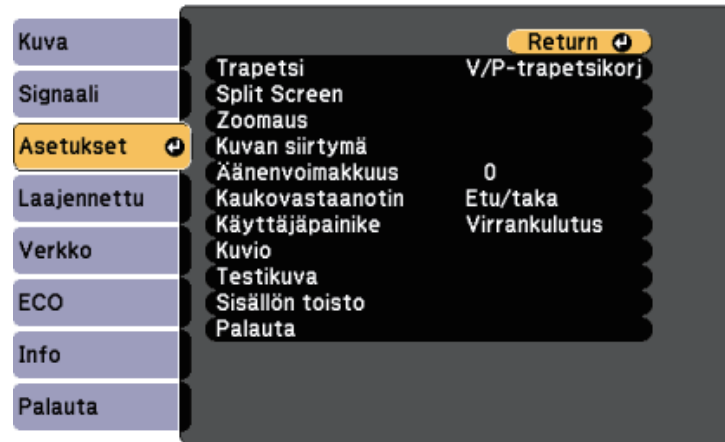 Kuva
Signaali
Asetukset
Laajennettu
Verkko
ECO
Info
Palauta
Return
Trapetsi V/P-trapetsikorj
Split Screen
Zoomaus
Kuvan siirtymä
Äänenvoimakkuus 0
Kaukovastaanotin Etu/taka
Käyttäjäpainike Virrankulutus
Kuvio
Testikuva
Sisällön toisto
Palauta